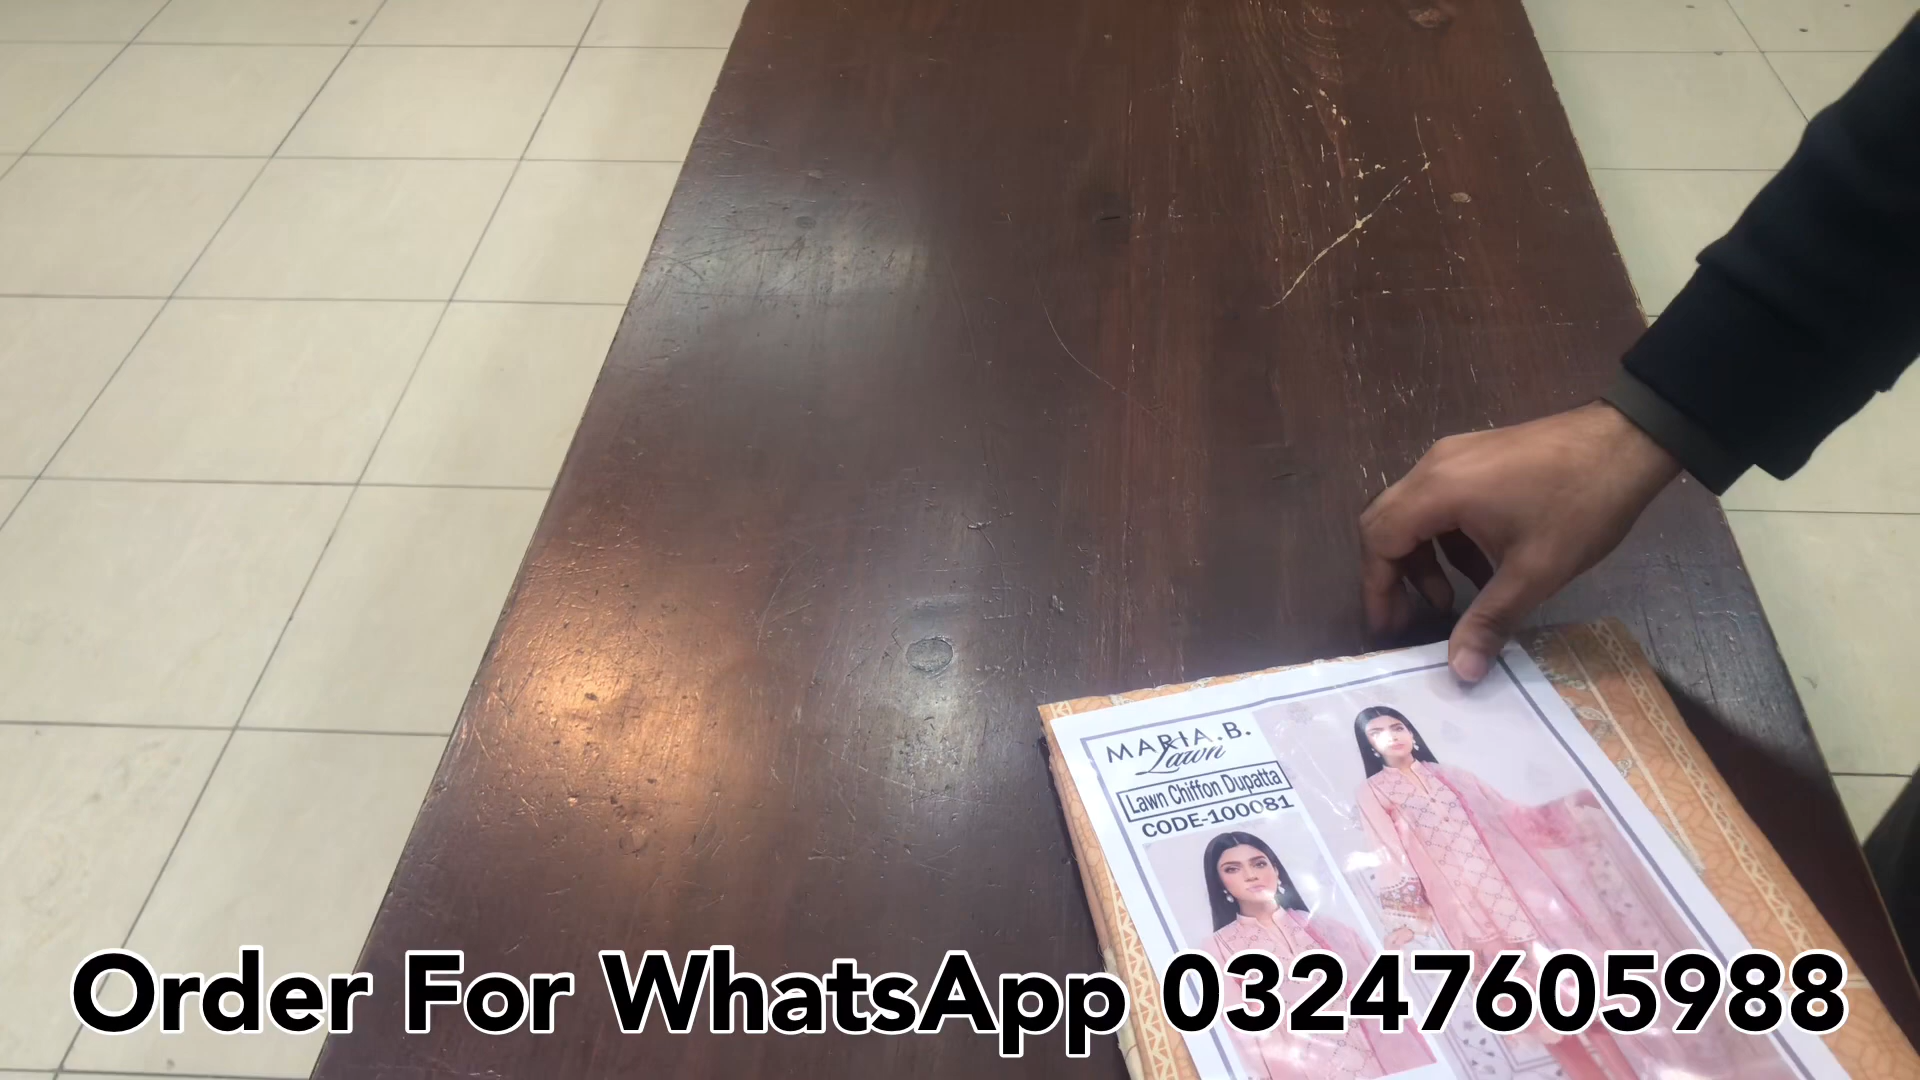 MARIA.B.
Lawn
Lawn Chiffon Dupatta
CODE-100081
Order For WhatsApp 03247605988